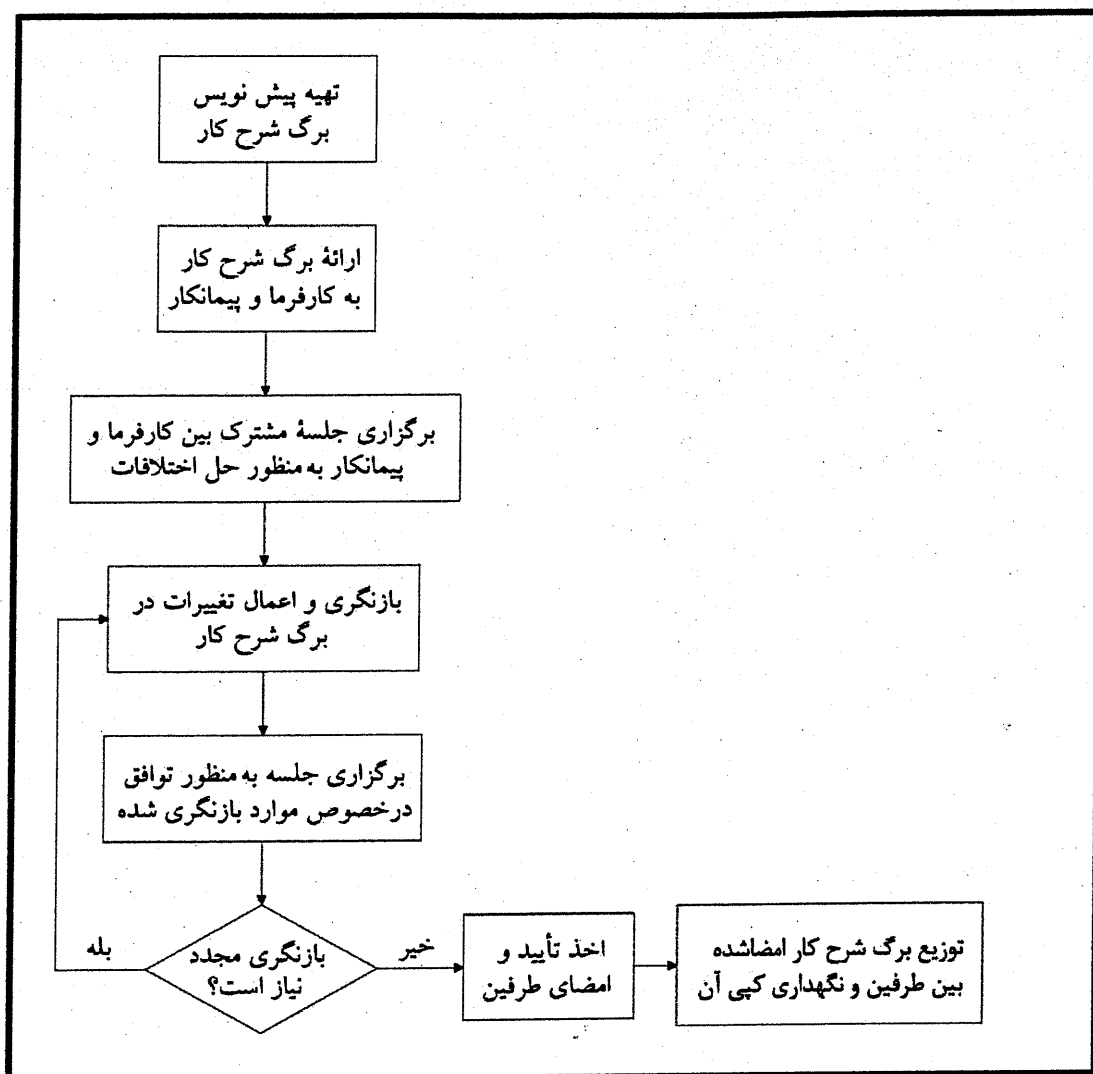 تهیه پیش نویس
برگ شرح کار
ارائهٔ برگ شرح کار
به کارفرما و پیمانکار
برگزاری جلسهٔ مشترک بین کارفرما و
پیمانکار به منظور حل اختلافات
بازنگری و اعمال تغییرات در
برگ شرح کار
برگزاری جلسه به منظور توافق
درخصوص موارد بازنگری شده
بازنگری مجدد
نیاز است؟
بله
خیر
اخذ تأیید و
امضای طرفین
توزیع برگ شرح کار امضاشده
بین طرفین و نگهداری کپی آن